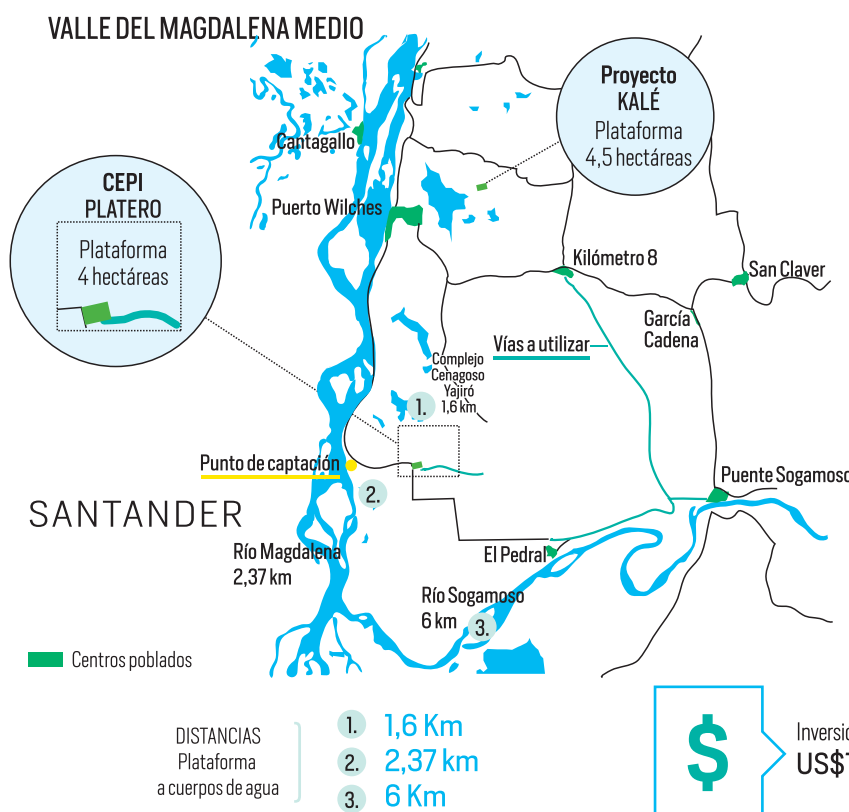 VALLE DEL MAGDALENA MEDIO
Proyecto
KALÉ
Plataforma
4,5 hectáreas
Cantagallo
CEPI
PLATERO
Plataforma
4 hectáreas
Puerto Wilches
Kilómetro 8
San Claver
García
Cadena
Vías a utilizar
Complejo
Cenagoso
Yajiró
1,6 km
1.
Punto de captación
2.
Puente Sogamoso
SANTANDER
Río Magdalena
2,37 km
El Pedral
Río Sogamoso
6 km
3.
Centros poblados
DISTANCIAS
Plataforma
a cuerpos de agua
1. 1,6 Km
2. 2,37 km
3. 6 Km
$
US$